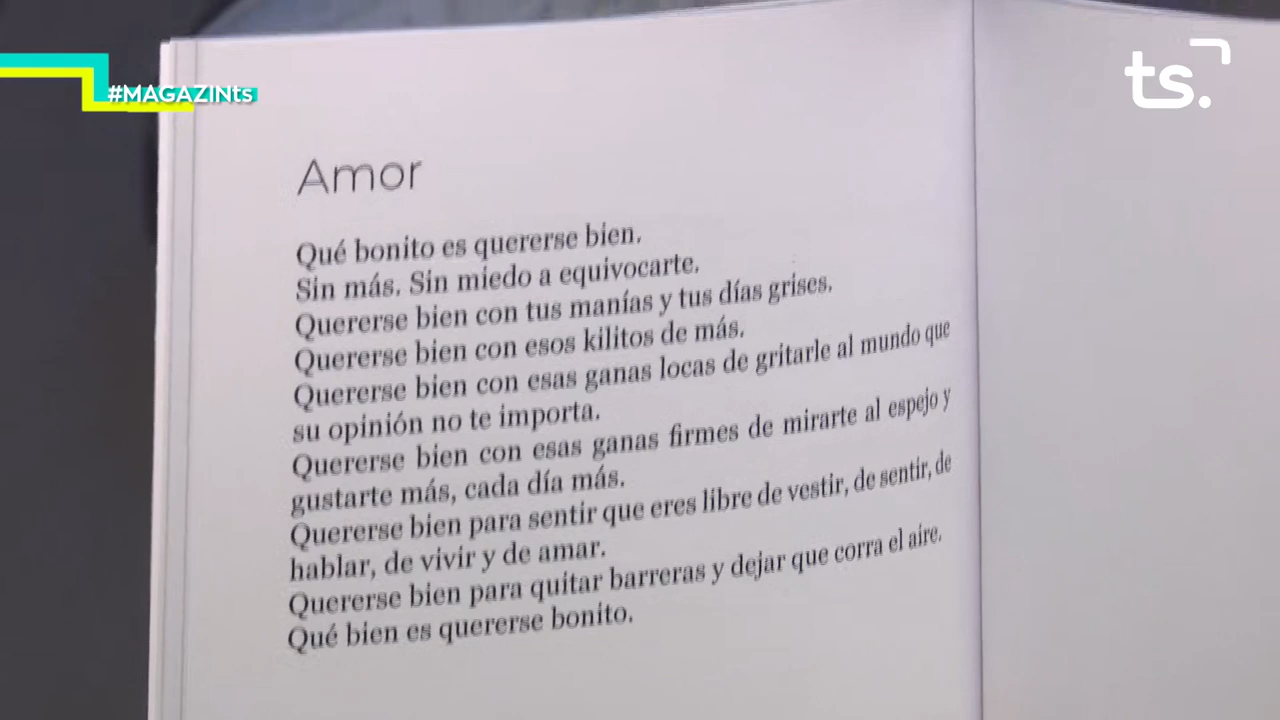 #MAGAZINts
ts.
Amor
Qué bonito es quererse bien.
Sin más. Sin miedo a equivocarte.
Quererse bien con tus manías y tus días grises.
Quererse bien con esos kilitos de más.
Quererse bien con esas ganas locas de gritarle al mundo que
su opinión no te importa.
Quererse bien con esas ganas firmes de mirarte al espejo y
gustarte más, cada día más.
Quererse bien para sentir que eres libre de vestir, de sentir, de
hablar, de vivir y de amar.
Quererse bien para quitar barreras y dejar que corra el aire.
Qué bien es quererse bonito.